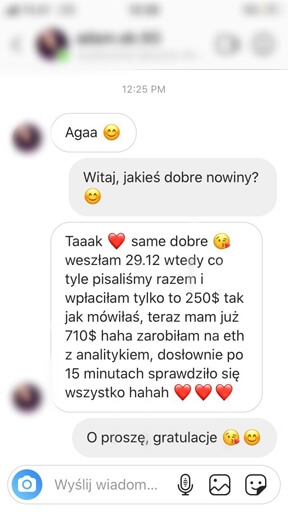 12:25 PM
Agaa 😊
Witaj, jakieś dobre nowiny?
😊
Taaak ❤️ same dobre 😘
weszłam 29.12 wtedy co
tyle pisaliśmy razem i
wpłaciłam tylko to 250$ tak
jak mówiłaś, teraz mam już
710$ haha zarobiłam na eth
z analitykiem, dosłownie po
15 minutach sprawdziło się
wszystko hahah ❤️❤️❤️
O proszę, gratulacje 😘😊
Wyślij wiadom...